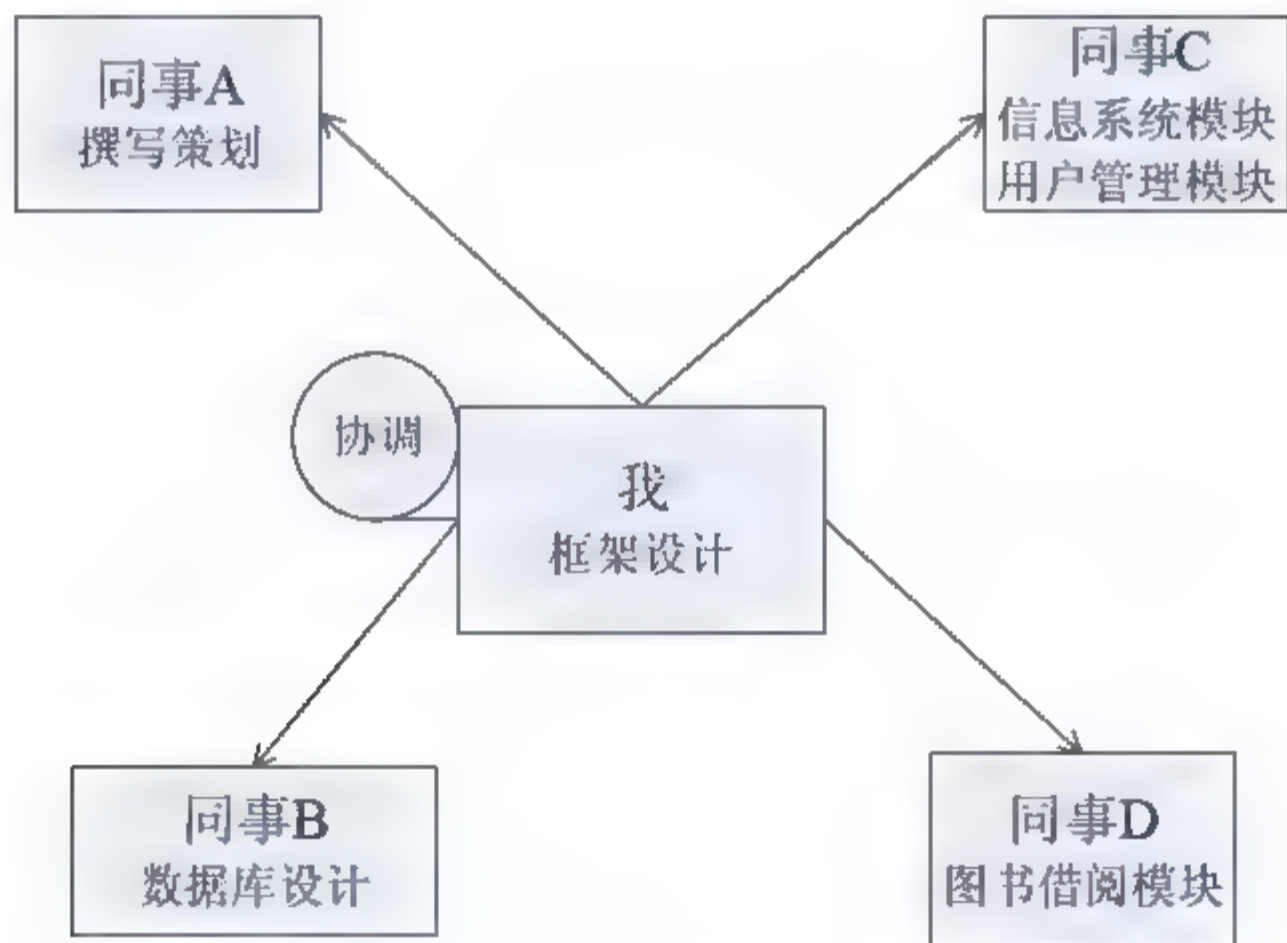 同事A
撰写策划
同事C
信息系统模块
用户管理模块
协调
我
框架设计
同事B
数据库设计
同事D
图书借阅模块